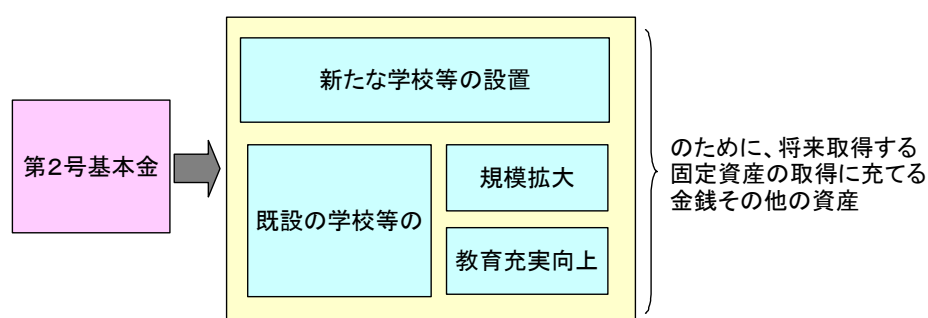 第2号基本金
新たな学校等の設置
既設の学校等の
規模拡大
教育充実向上
のために、将来取得する
固定資産の取得に充てる
金銭その他の資産